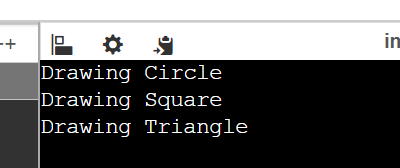 ++
in
Drawing Circle
Drawing Square
Drawing Triangle